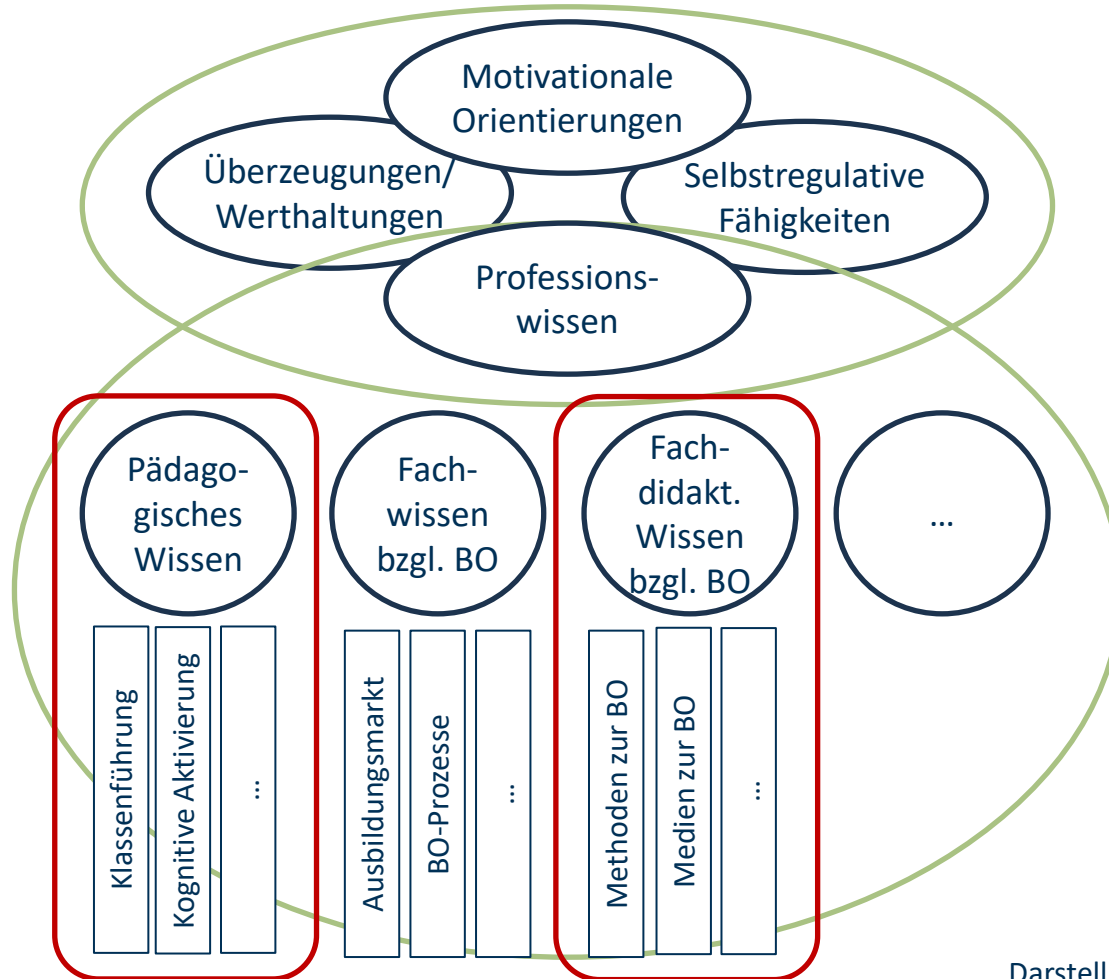 Motivationale
Orientierungen
Überzeugungen/
Werthaltungen
Selbstregulative
Fähigkeiten
Professions-
wissen
Pädago-
gisches
Wissen
Fach-
wissen
bzgl. BO
Fach-
didakt.
Wissen
bzgl. BO
...
Klassenführung
Kognitive Aktivierung
...
Ausbildungsmarkt
BO-Prozesse
...
Methoden zur BO
Medien zur BO
...
Darstell